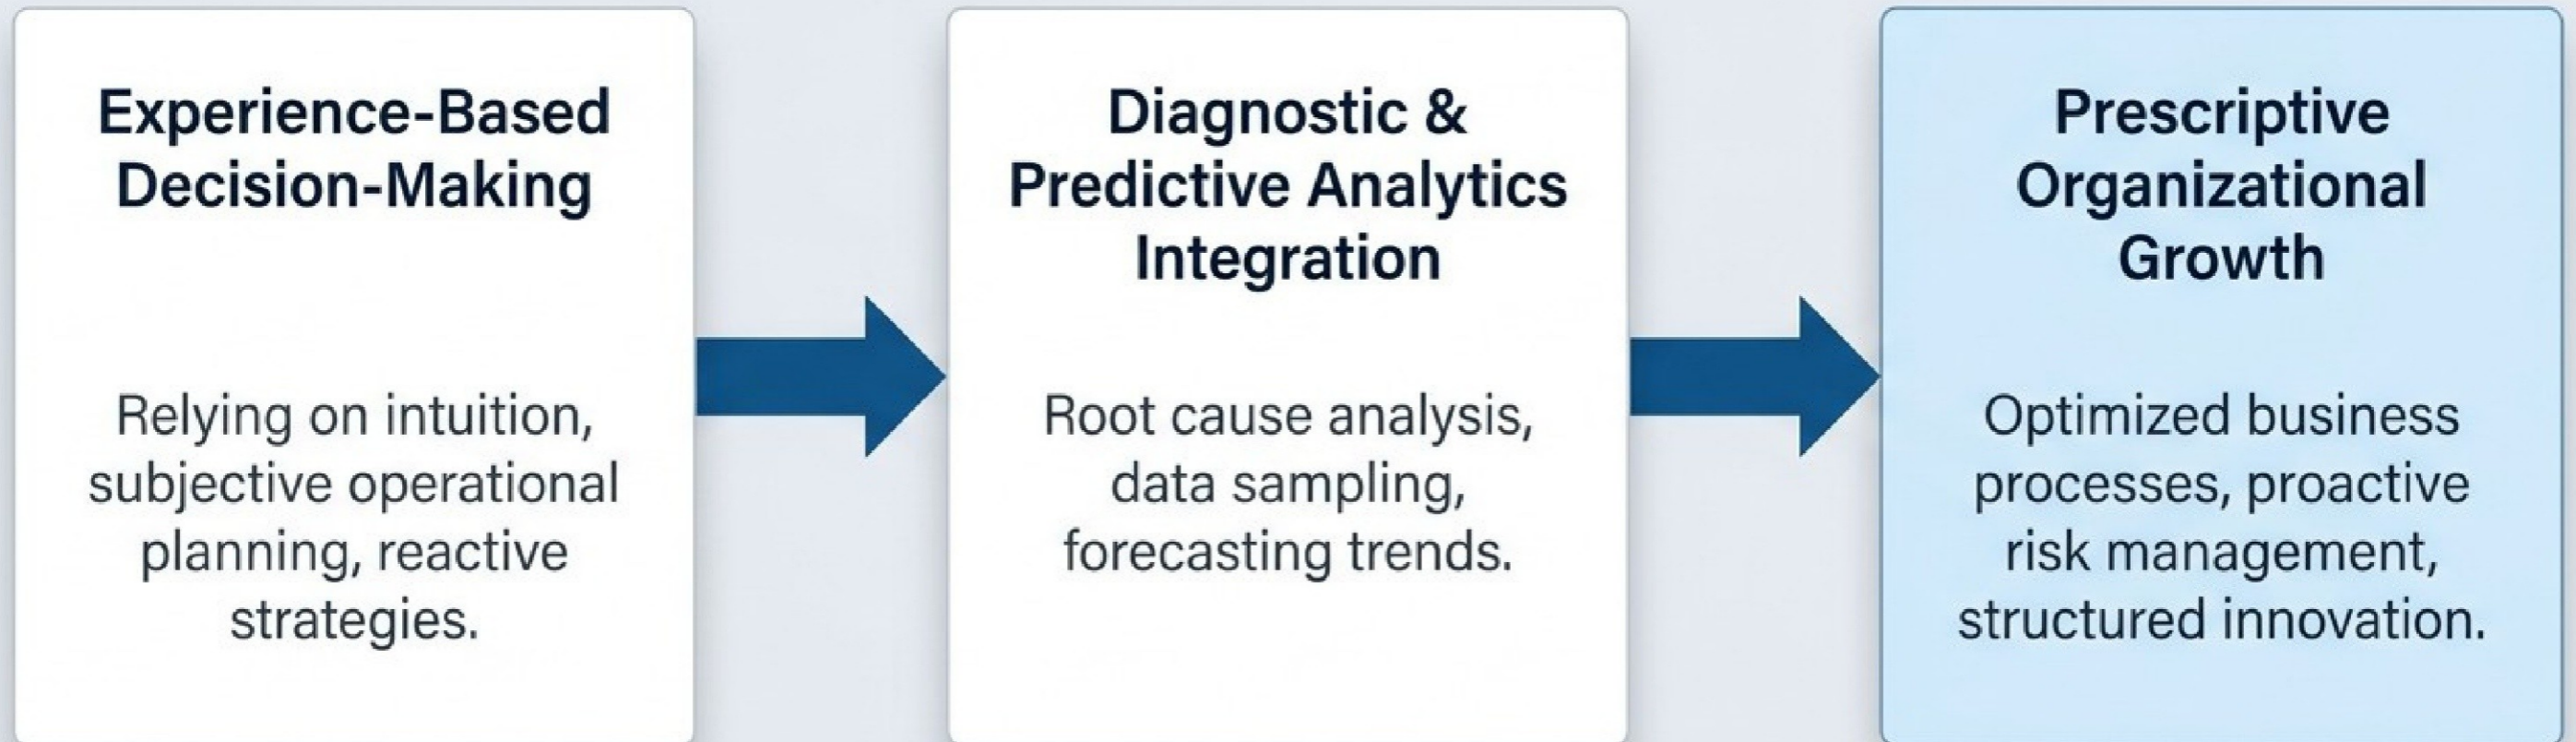 Experience-Based
Decision-Making
Relying on intuition,
subjective operational
planning, reactive
strategies.
Diagnostic &
Predictive Analytics
Integration
Root cause analysis,
data sampling,
forecasting trends.
Prescriptive
Organizational
Growth
Optimized business
processes, proactive
risk management,
structured innovation.